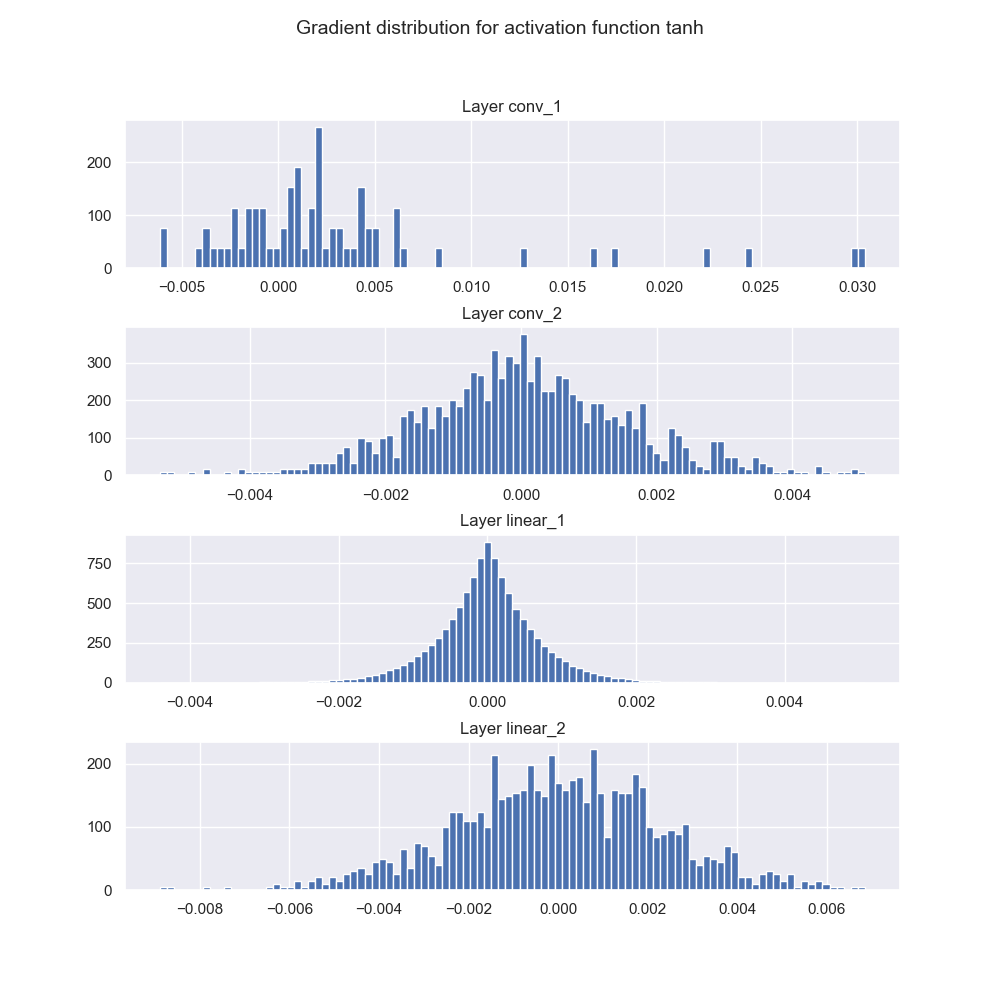 Gradient distribution for activation function tanh
Layer conv_1
200
100
0
−0.005 0.000 0.005 0.010 0.015 0.020 0.025 0.030
Layer conv_2
300
200
100
0
−0.004 −0.002 0.000 0.002 0.004
Layer linear_1
750
500
250
0
−0.004 −0.002 0.000 0.002 0.004
Layer linear_2
200
100
0
−0.008 −0.006 −0.004 −0.002 0.000 0.002 0.004 0.006